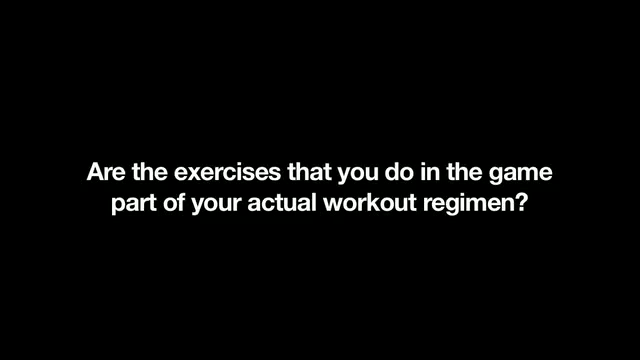 Are the exercises that you do in the game
part of your actual workout regimen?